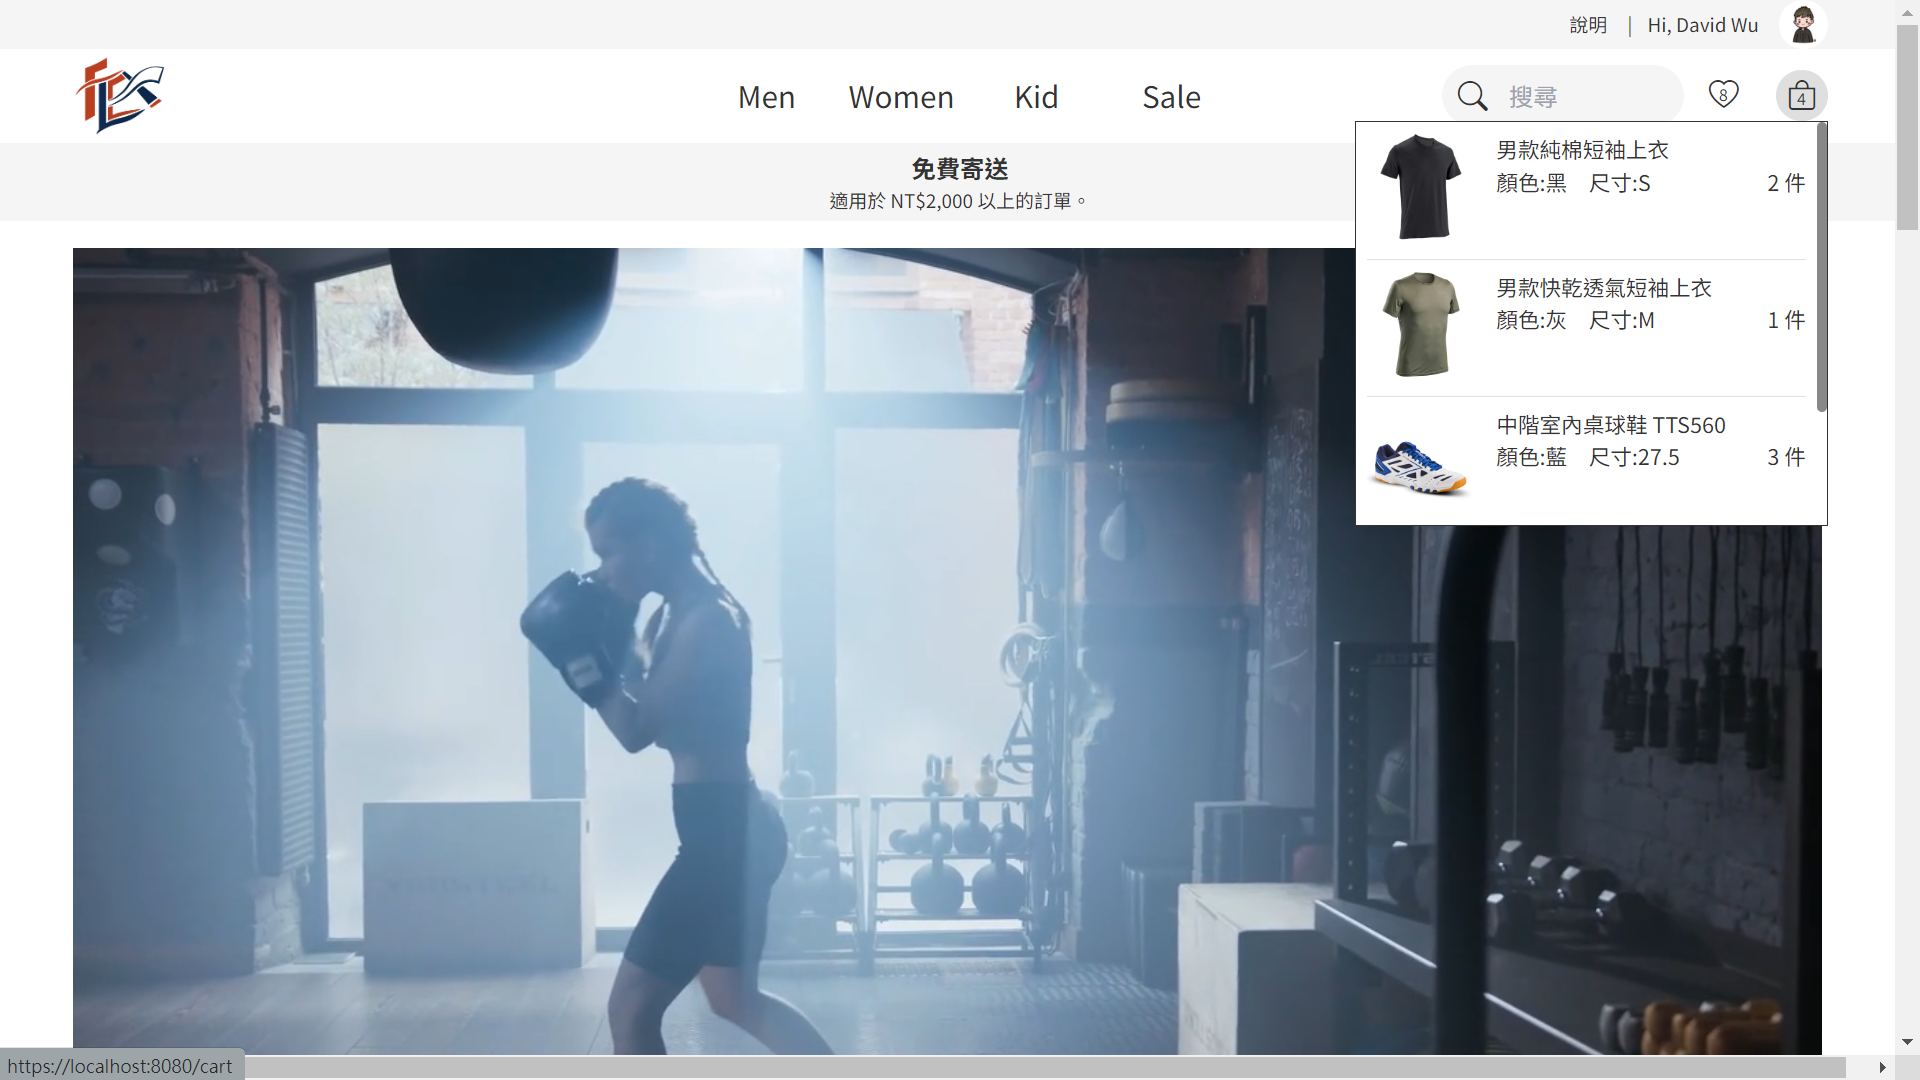 說明 | Hi, David Wu
FLX
Men Women Kid Sale
搜尋
8
4
免費寄送
適用於 NT$2,000 以上的訂單。
男款純棉短袖上衣
顏色:黑 尺寸:S 2 件
男款快乾透氣短袖上衣
顏色:灰 尺寸:M 1 件
中階室內桌球鞋 TTS560
顏色:藍 尺寸:27.5 3 件
https://localhost:8080/cart